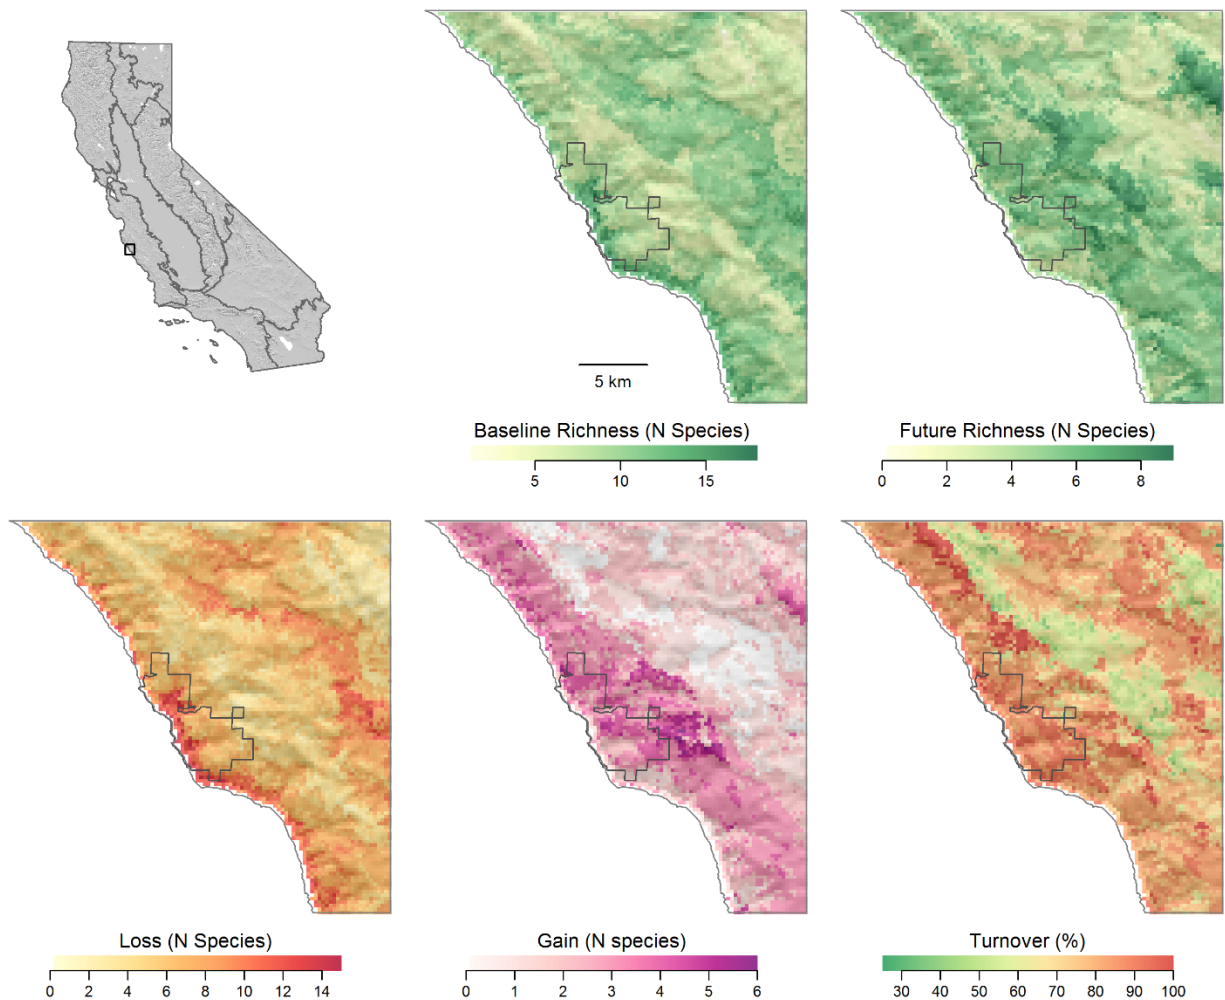 5 km
Baseline Richness (N Species)
5 10 15
Future Richness (N Species)
0 2 4 6 8
Loss (N Species)
0 2 4 6 8 10 12 14
Gain (N species)
0 1 2 3 4 5 6
Turnover (%)
30 40 50 60 70 80 90 100